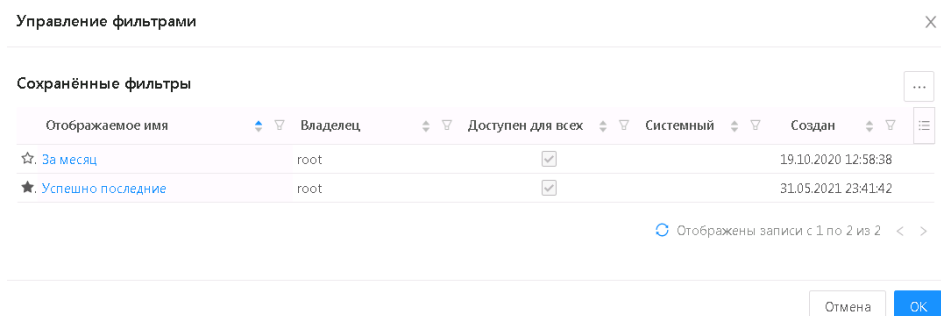 Управление фильтрами
Сохранённые фильтры
...
Отображаемое имя Владелец Доступен для всех Системный Создан
За месяц root 19.10.2020 12:58:38
Успешно последние root 31.05.2021 23:41:42
Отображены записи с 1 по 2 из 2 < >
Отмена ОК